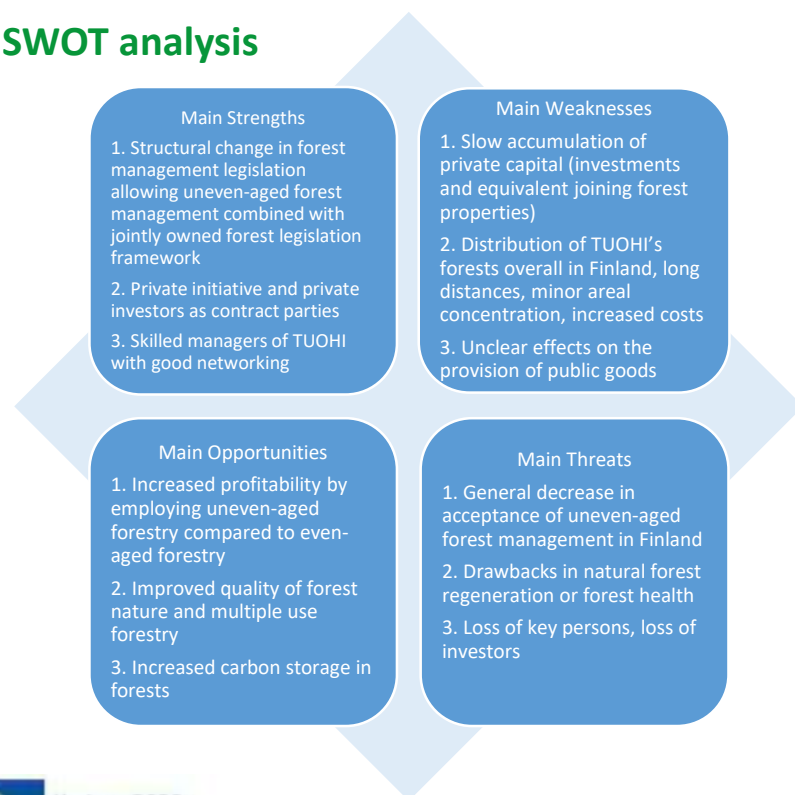 SWOT analysis
Main Strengths
1. Structural change in forest
management legislation
allowing uneven-aged forest
management combined with
jointly owned forest legislation
framework
2. Private initiative and private
investors as contract parties
3. Skilled managers of TUOHI
with good networking
Main Weaknesses
1. Slow accumulation of
private capital (investments
and equivalent joining forest
properties)
2. Distribution of TUOHI’s
forests overall in Finland, long
distances, minor areal
concentration, increased costs
3. Unclear effects on the
provision of public goods
Main Opportunities
1. Increased profitability by
employing uneven-aged
forestry compared to even-
aged forestry
2. Improved quality of forest
nature and multiple use
forestry
3. Increased carbon storage in
forests
Main Threats
1. General decrease in
acceptance of uneven-aged
forest management in Finland
2. Drawbacks in natural forest
regeneration or forest health
3. Loss of key persons, loss of
investors